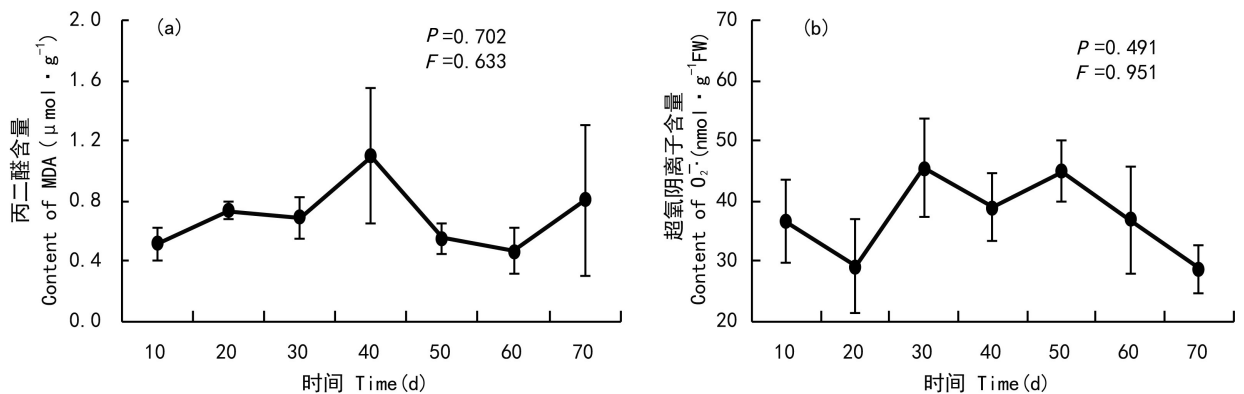 (a)
P=0.702
F=0.633
2.0
1.6
1.2
0.8
0.4
0.0
丙二醛含量
Content of MDA(μmol·g⁻¹)
10 20 30 40 50 60 70
时间 Time(d)
(b)
P=0.491
F=0.951
70
60
50
40
30
20
超氧阴离子含量
Content of O₂⁻·(nmol·g⁻¹FW)
10 20 30 40 50 60 70
时间 Time(d)